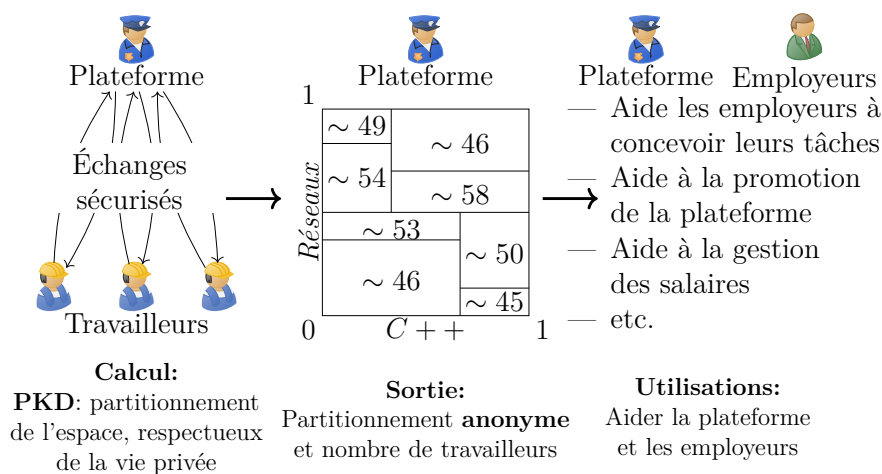 Plateforme
Échanges
sécurisés
Travailleurs
Calcul:
PKD: partitionnement
de l'espace, respectueux
de la vie privée
Plateforme
1
∼ 49
∼ 46
∼ 54
∼ 58
∼ 53
∼ 50
∼ 46
∼ 45
Réseaux
0
C + +
1
Sortie:
Partitionnement anonyme
et nombre de travailleurs
Plateforme
Employeurs
— Aide les employeurs à
concevoir leurs tâches
— Aide à la promotion
de la plateforme
— Aide à la gestion
des salaires
— etc.
Utilisations:
Aider la plateforme
et les employeurs